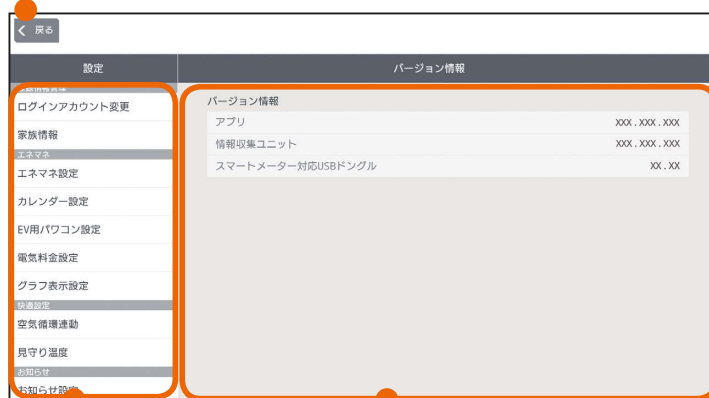 戻る
設定
バージョン情報
ログインアカウント変更
家族情報
エネマネ
エネマネ設定
カレンダー設定
EV用パワコン設定
電気料金設定
グラフ表示設定
快適設定
空気循環連動
見守り温度
お知らせ
お知らせ設定
バージョン情報
アプリ XXX.XXX.XXX
情報収集ユニット XXX.XXX.XXX
スマートメーター対応USBドングル XX.XX